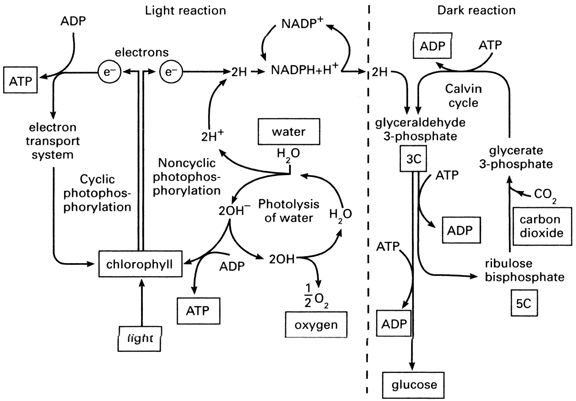 Light reaction
Dark reaction
NADP+
ADP
electrons
ATP
e−
e−
2H
NADPH+H+
2H
ADP
ATP
Calvin
cycle
electron
transport
system
2H+
water
H2O
glyceraldehyde
3-phosphate
3C
glycerate
3-phosphate
Cyclic
photophos-
phorylation
Noncyclic
photophos-
phorylation
Photolysis
of water
2OH−
H2O
ATP
ADP
CO2
carbon
dioxide
chlorophyll
ADP
2OH
ATP
ribulose
bisphosphate
5C
ATP
1/2 O2
oxygen
ADP
light
glucose